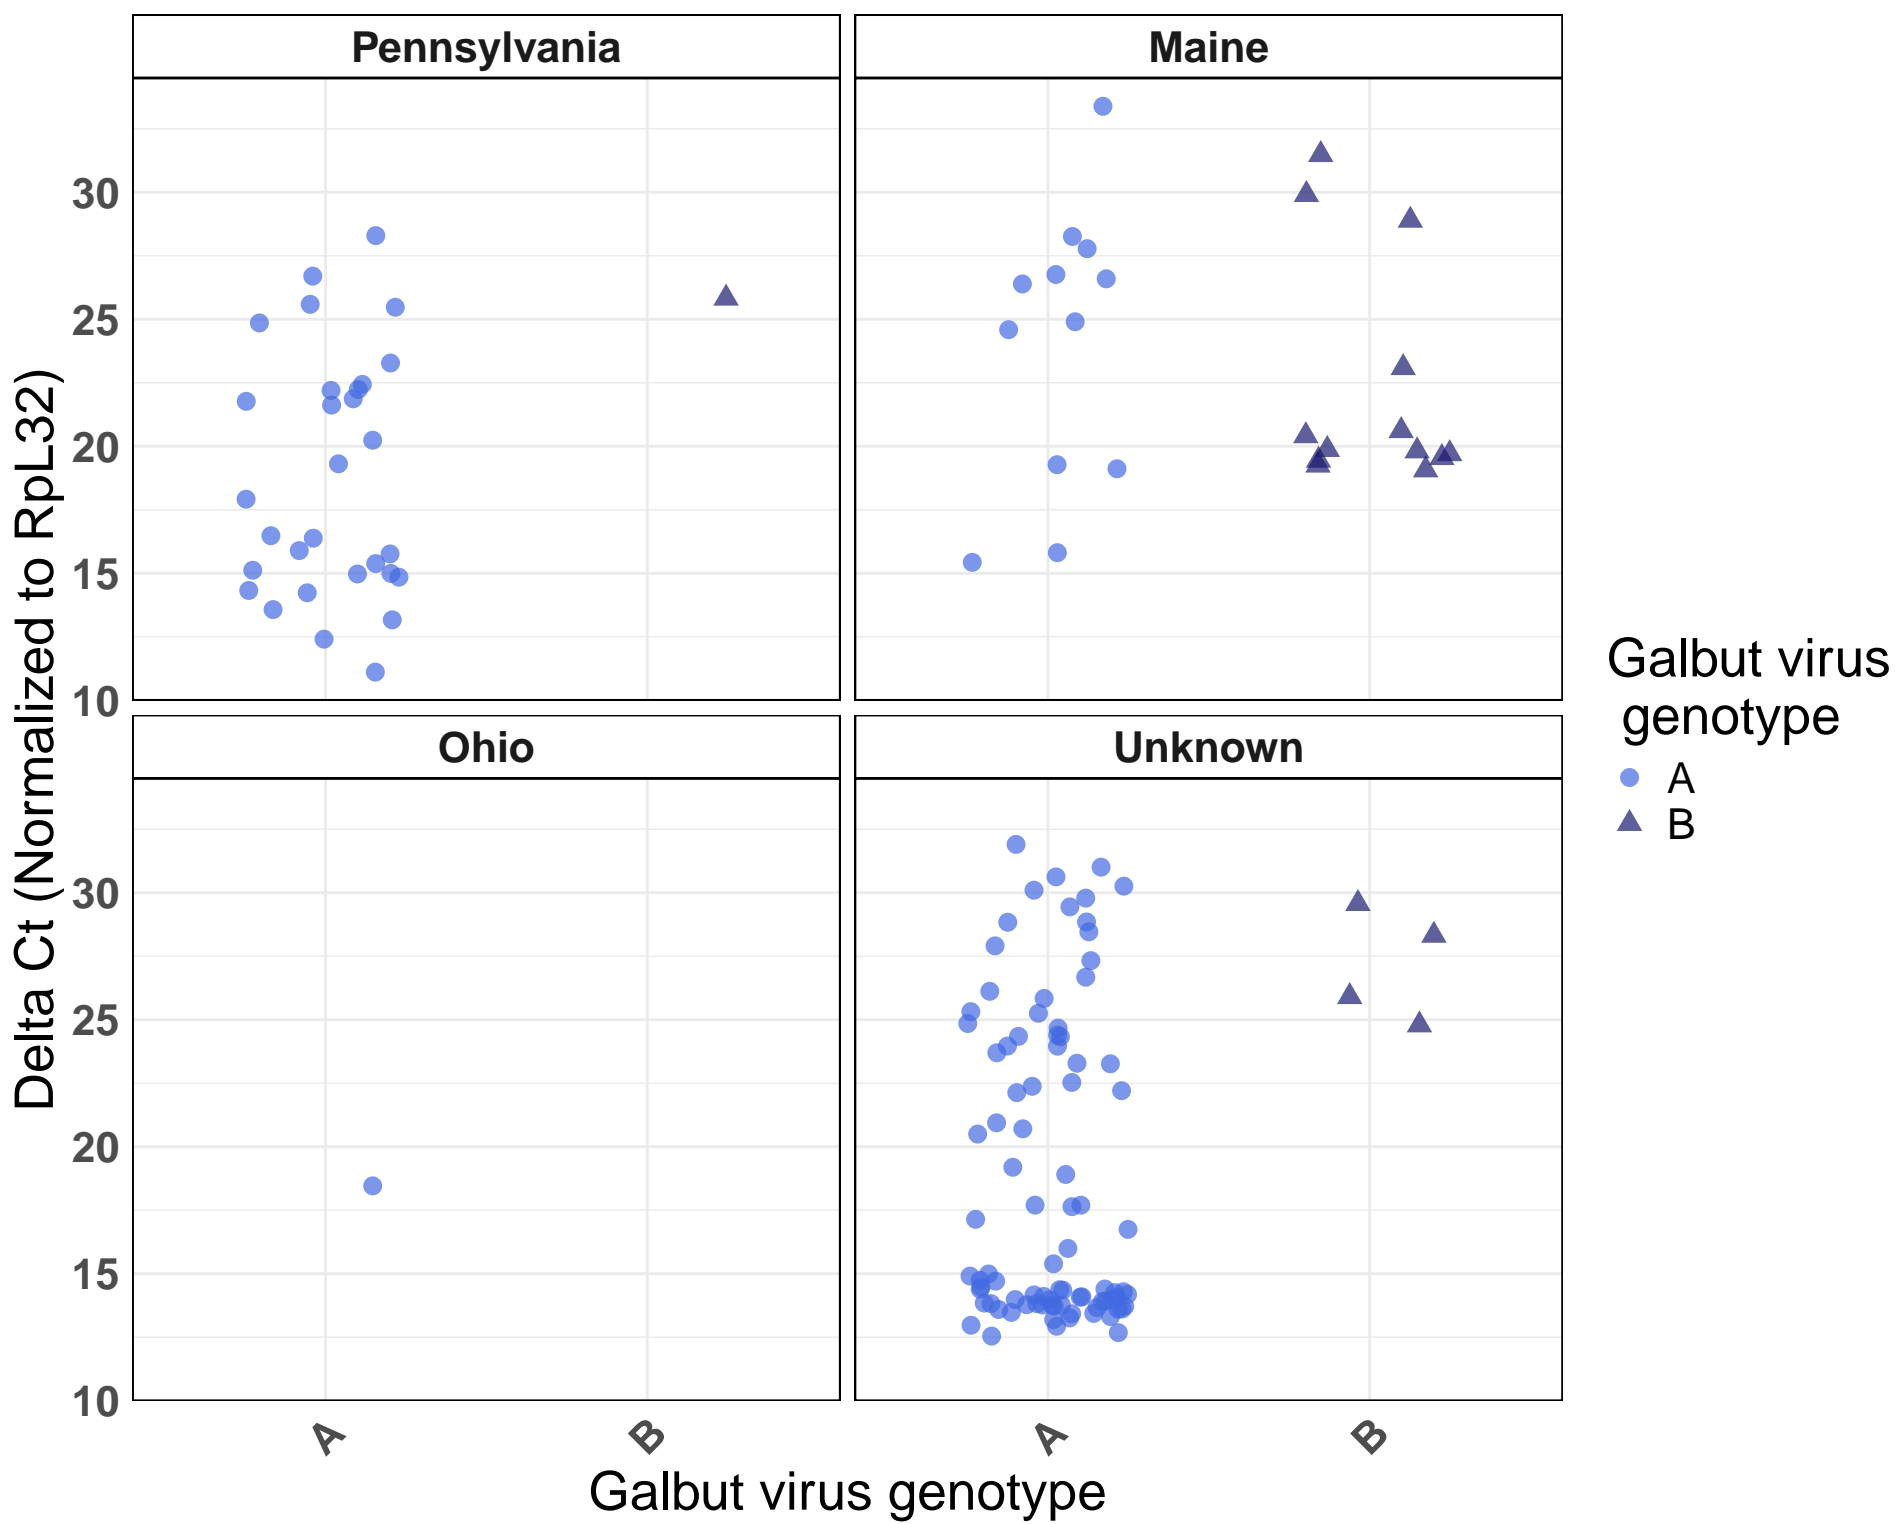 Pennsylvania
Maine
30
25
20
15
10
Ohio
Unknown
30
25
20
15
10
A
B
A
B
Galbut virus genotype
Delta Ct (Normalized to RpL32)
Galbut virus
genotype
A
B